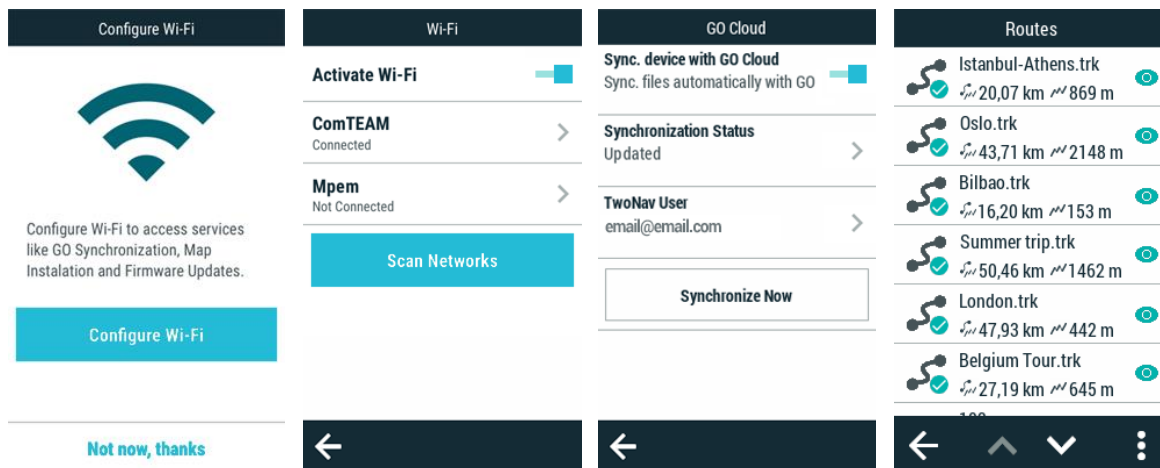 Configure Wi-Fi
Configure Wi-Fi to access services
like GO Synchronization, Map
Instalation and Firmware Updates.
Configure Wi-Fi
Not now, thanks
Wi-Fi
Activate Wi-Fi
ComTEAM
Connected
Mpem
Not Connected
Scan Networks
GO Cloud
Sync. device with GO Cloud
Sync. files automatically with GO
Synchronization Status
Updated
TwoNav User
email@email.com
Synchronize Now
Routes
Istanbul-Athens.trk
20,07 km 869 m
Oslo.trk
43,71 km 2148 m
Bilbao.trk
16,20 km 153 m
Summer trip.trk
50,46 km 1462 m
London.trk
47,93 km 442 m
Belgium Tour.trk
27,19 km 645 m